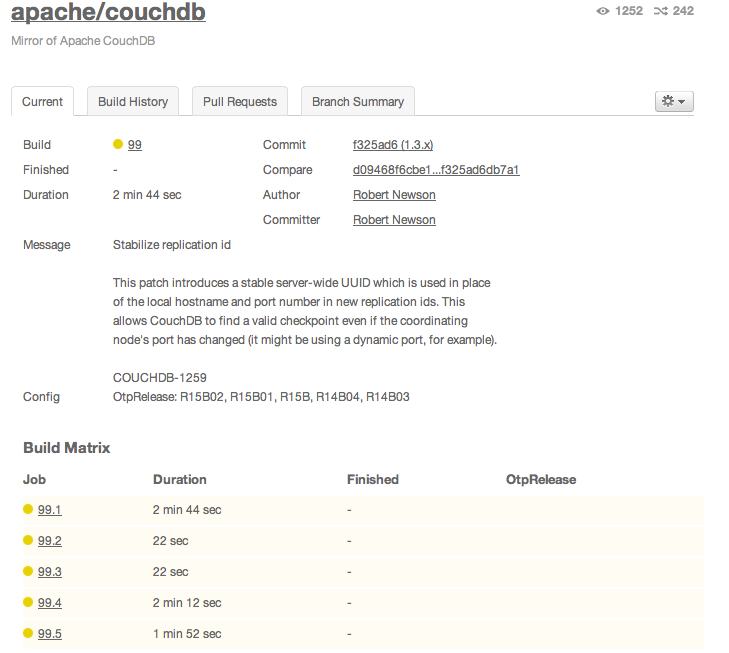 apache/couchdb
1252 242
Mirror of Apache CouchDB
Current Build History Pull Requests Branch Summary
Build 99 Commit f325ad6 (1.3.x)
Finished - Compare d09468f6cbe1...f325ad6db7a1
Duration 2 min 44 sec Author Robert Newson
Committer Robert Newson
Message Stabilize replication id
This patch introduces a stable server-wide UUID which is used in place
of the local hostname and port number in new replication ids. This
allows CouchDB to find a valid checkpoint even if the coordinating
node's port has changed (it might be using a dynamic port, for example).
COUCHDB-1259
Config OtpRelease: R15B02, R15B01, R15B, R14B04, R14B03
Build Matrix
Job Duration Finished OtpRelease
99.1 2 min 44 sec -
99.2 22 sec -
99.3 22 sec -
99.4 2 min 12 sec -
99.5 1 min 52 sec -